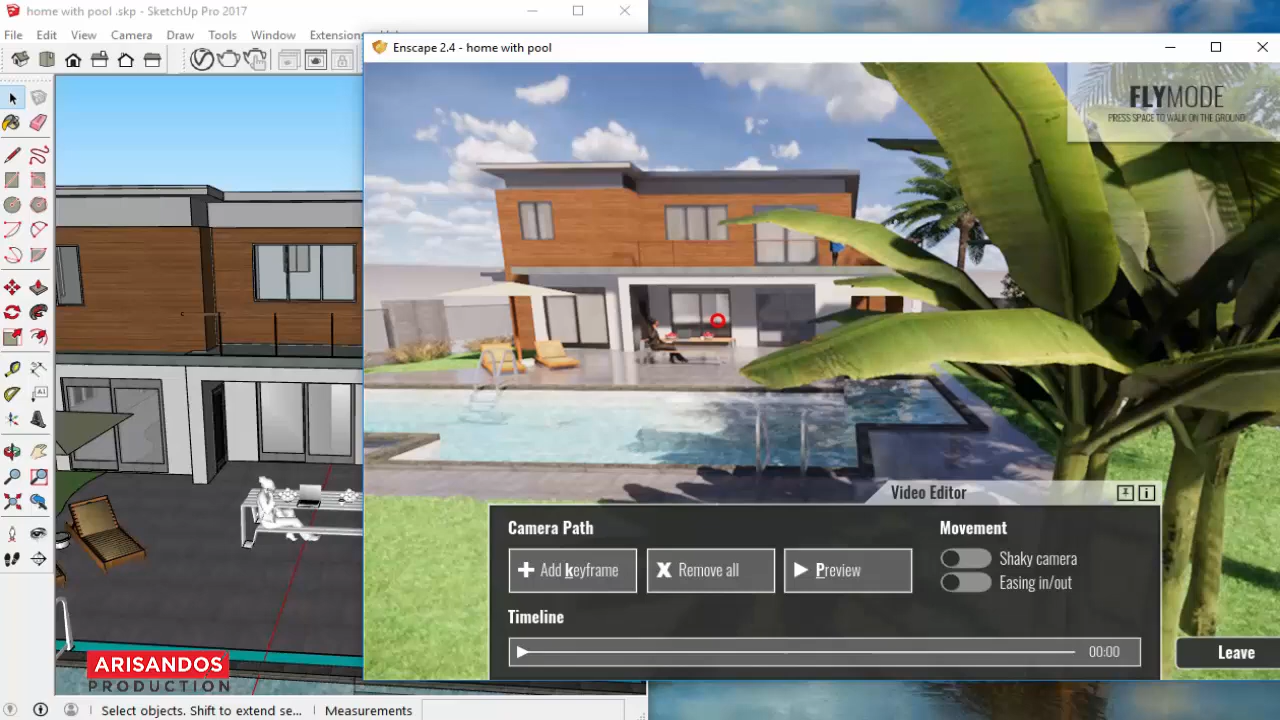 home with pool .skp - SketchUp Pro 2017
File Edit View Camera Draw Tools Window Extensions
Enscape 2.4 - home with pool
FLYMODE
PRESS SPACE TO WALK ON THE GROUND
Video Editor
Camera Path
Movement
Add keyframe
Remove all
Preview
Shaky camera
Easing in/out
Timeline
00:00
Leave
ARISANDOS
PRODUCTION
Select objects. Shift to extend se...
Measurements